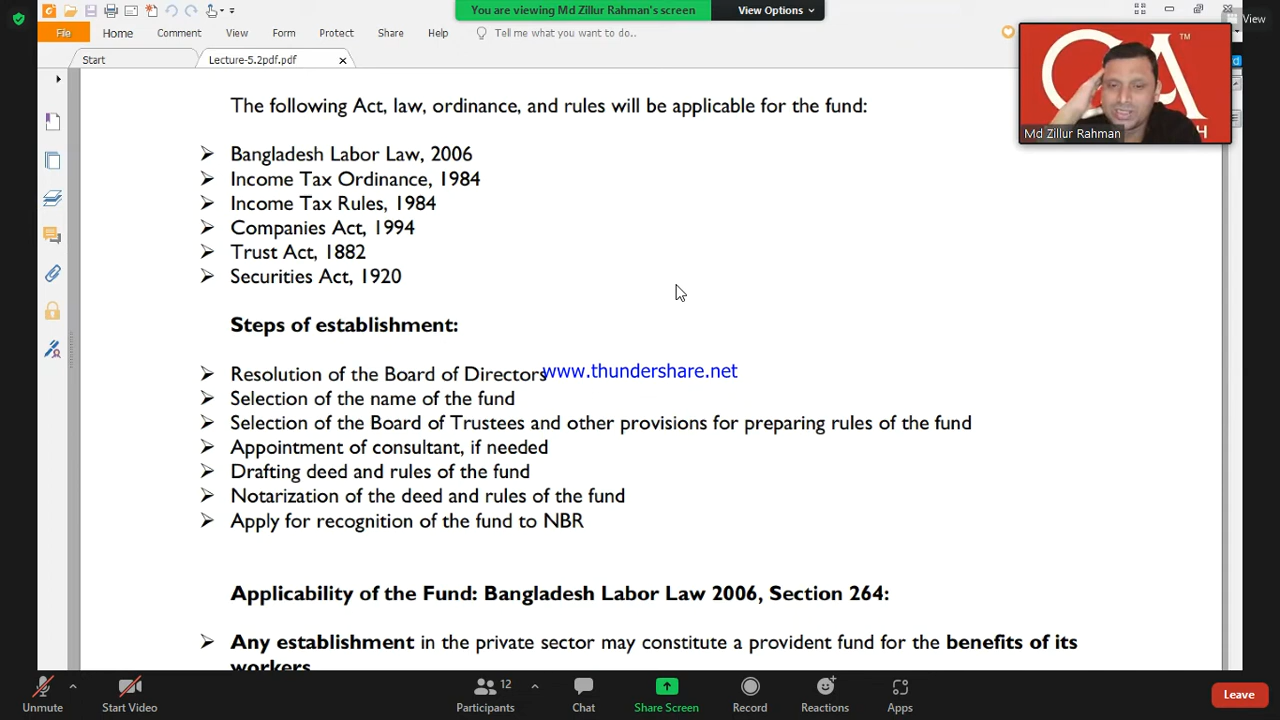 You are viewing Md Zillur Rahman's screen
View Options
View
File
Home
Comment
View
Form
Protect
Share
Help
Tell me what you want to do..
Start
Lecture-5.2pdf.pdf
CA
TM
Md Zillur Rahman
The following Act, law, ordinance, and rules will be applicable for the fund:
➢ Bangladesh Labor Law, 2006
➢ Income Tax Ordinance, 1984
➢ Income Tax Rules, 1984
➢ Companies Act, 1994
➢ Trust Act, 1882
➢ Securities Act, 1920
Steps of establishment:
➢ Resolution of the Board of Directors
www.thundershare.net
➢ Selection of the name of the fund
➢ Selection of the Board of Trustees and other provisions for preparing rules of the fund
➢ Appointment of consultant, if needed
➢ Drafting deed and rules of the fund
➢ Notarization of the deed and rules of the fund
➢ Apply for recognition of the fund to NBR
Applicability of the Fund: Bangladesh Labor Law 2006, Section 264:
➢ Any establishment in the private sector may constitute a provident fund for the benefits of its
workers
Unmute
Start Video
12
Participants
Chat
Share Screen
Record
Reactions
Apps
Leave